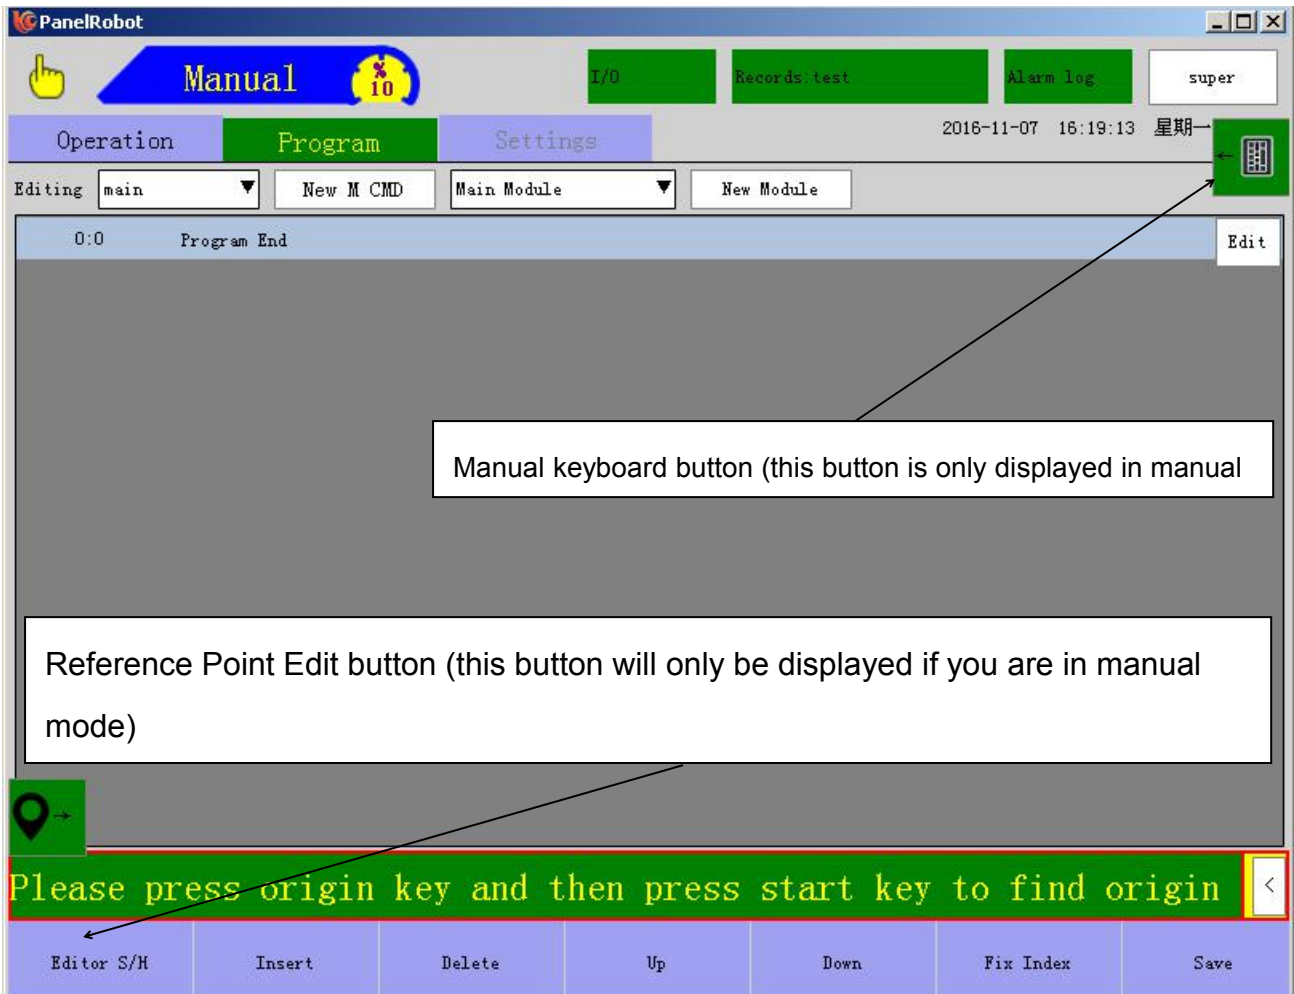 PanelRobot
Manual
%
10
I/O
Records:test
Alarm log
super
Operation
Program
Settings
2016-11-07 16:19:13 星期一
Editing
main
New M CMD
Main Module
New Module
0:0 Program End
Edit
Manual keyboard button (this button is only displayed in manual
Reference Point Edit button (this button will only be displayed if you are in manual
mode)
Please press origin key and then press start key to find origin
<
Editor S/H
Insert
Delete
Up
Down
Fix Index
Save